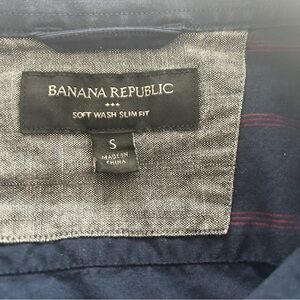 BANANA REPUBLIC
SOFT WASH SLIM FIT
S
MADE IN
CHINA